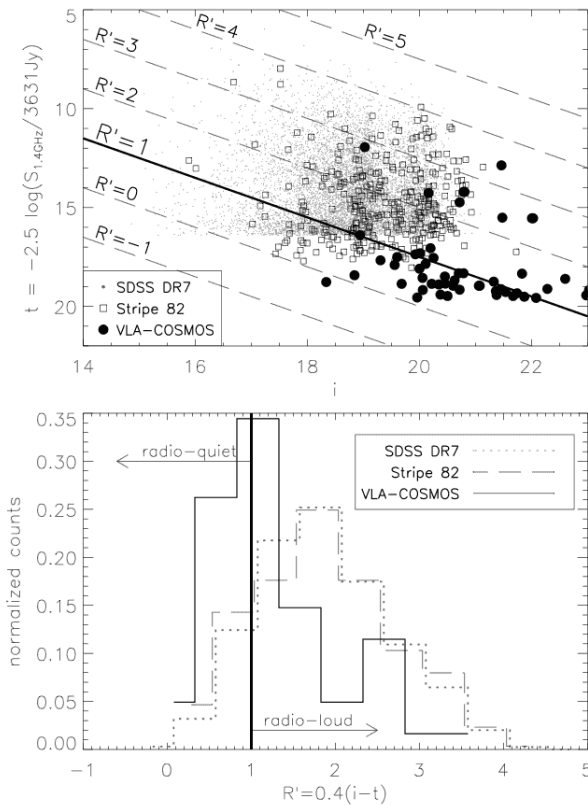 5
10
15
20
t = -2.5 log(S1.4GHz/3631Jy)
R'=5
R'=4
R'=3
R'=2
R'=1
R'=0
R'=-1
SDSS DR7
Stripe 82
VLA-COSMOS
14 16 18 20 22
i
0.35
0.30
0.25
0.20
0.15
0.10
0.05
0.00
normalized counts
radio-quiet
SDSS DR7
Stripe 82
VLA-COSMOS
radio-loud
-1 0 1 2 3 4 5
R'=0.4(i-t)